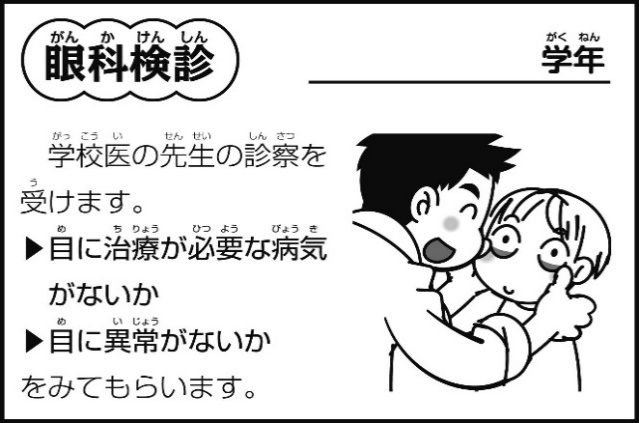 眼科検診
学年
学校医の先生の診察を
受けます。
▶目に治療が必要な病気
がないか
▶目に異常がないか
をみてもらいます。